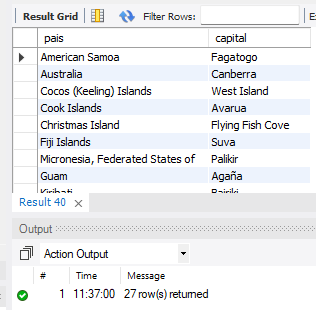 Result Grid Filter Rows: E
pais capital
American Samoa Fagatogo
Australia Canberra
Cocos (Keeling) Islands West Island
Cook Islands Avarua
Christmas Island Flying Fish Cove
Fiji Islands Suva
Micronesia, Federated States of Palikir
Guam Agaña
Kiribati Bairiki
Result 40 ×
Output
Action Output
# Time Message
1 11:37:00 27 row(s) returned